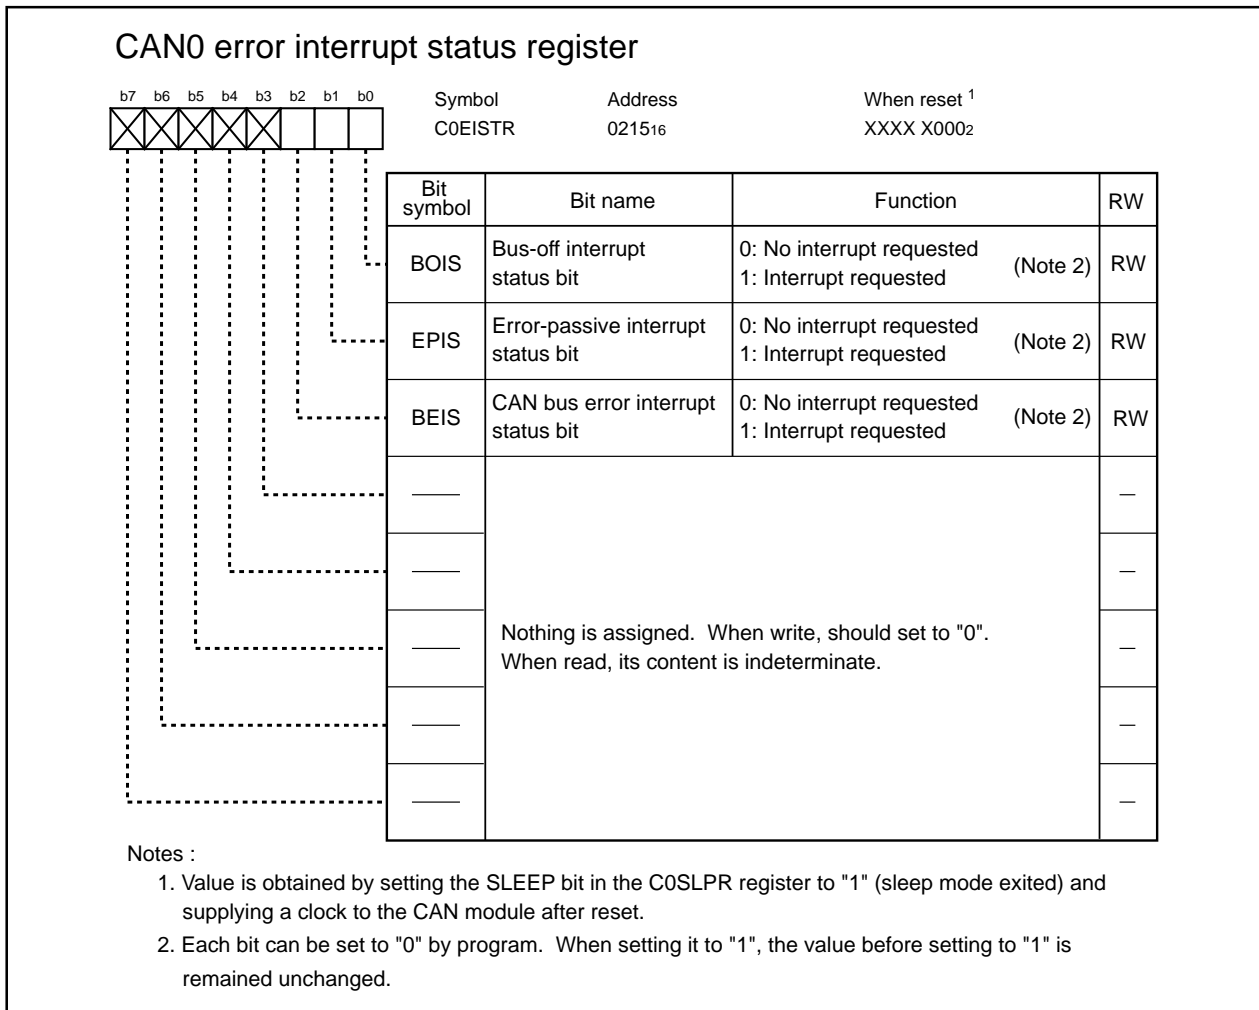 CAN0 error interrupt status register
b7 b6 b5 b4 b3 b2 b1 b0
Symbol Address When reset 1
C0EISTR 021516 XXXX X0002
Bit symbol Bit name Function RW
BOIS Bus-off interrupt status bit 0: No interrupt requested 1: Interrupt requested (Note 2) RW
EPIS Error-passive interrupt status bit 0: No interrupt requested 1: Interrupt requested (Note 2) RW
BEIS CAN bus error interrupt status bit 0: No interrupt requested 1: Interrupt requested (Note 2) RW
Nothing is assigned. When write, should set to "0".
When read, its content is indeterminate.
Notes :
1. Value is obtained by setting the SLEEP bit in the C0SLPR register to "1" (sleep mode exited) and
supplying a clock to the CAN module after reset.
2. Each bit can be set to "0" by program. When setting it to "1", the value before setting to "1" is
remained unchanged.